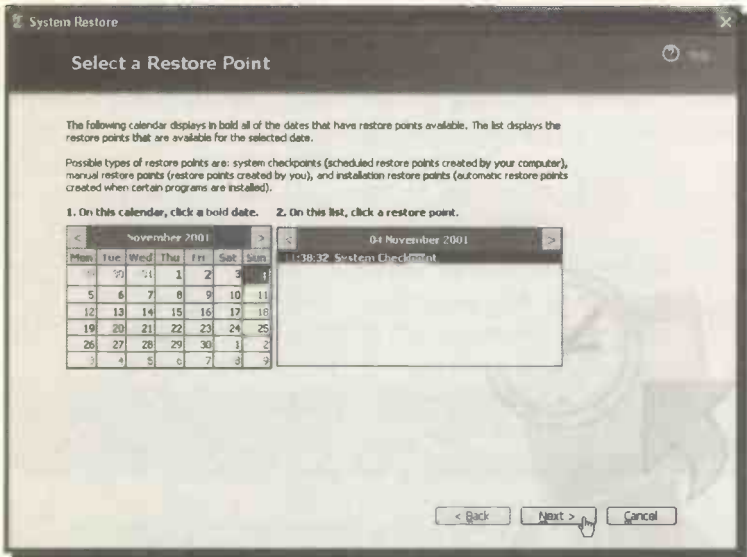 System Restore
Select a Restore Point
The following calendar displays in bold all of the dates that have restore points available. The list displays the
restore points that are available for the selected date.
Possible types of restore points are: system checkpoints (scheduled restore points created by your computer),
manual restore points (restore points created by you), and installation restore points (automatic restore points
created when certain programs are installed).
1. On this calendar, click a bold date. 2. On this list, click a restore point.
< November 2001 > < 04 November 2001 >
Mon Tue Wed Thu Fri Sat Sun
:38:32 System Checkpoint
30 31 1 2 3 4
5 6 7 8 9 10 11
12 13 14 15 16 17 18
19 20 21 22 23 24 25
26 27 28 29 30 1 2
3 4 5 6 7 8 9
< Back Next > Cancel